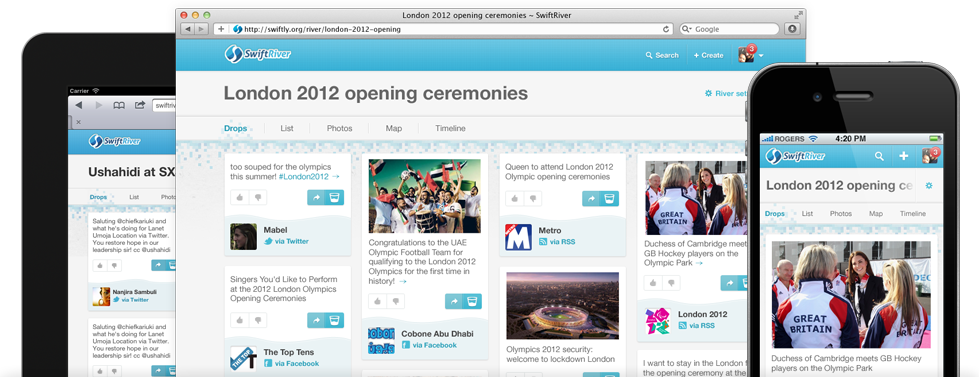 London 2012 opening ceremonies ~ SwiftRiver
http://swiftly.org/river/london-2012-opening
Google
SwiftRiver
Search
+ Create
3
London 2012 opening ceremonies
River set
Drops
List
Photos
Map
Timeline
too souped for the olympics
this summer! #London2012 →
Mabel
via Twitter
Singers You'd Like to Perform
at the 2012 London Olympics
Opening Ceremonies
TOP TEN
The Top Tens
via Facebook
Congratulations to the UAE
Olympic Football Team for
qualifying to the London 2012
Olympics for the first time in
history! →
cobone
Cobone Abu Dhabi
via Facebook
Queen to attend London 2012
Olympic opening ceremonies
M
Metro
via RSS
Olympics 2012 security:
welcome to lockdown London
GREAT
BRITAIN
Duchess of Cambridge meets
GB Hockey players on the
Olympic Park →
London 2012
via RSS
I want to stay in the London f
the opening ceremony at the
Carrier
swiftriv
SwiftRiver
Ushahidi at SX
Drops
List
Photo
Saluting @chiefkariuki and
what he's doing for Lanet
Umoja Location via Twitter.
You restore hope in our
leadership sir! cc @ushahidi
Nanjira Sambuli
via Twitter
Saluting @chiefkariuki and
what he's doing for Lanet
Umoja Location via Twitter.
You restore hope in our
leadership sir! cc @ushahidi
ROGERS
4:20 PM
SwiftRiver
3
London 2012 opening ce
Drops
List
Photos
Map
Timeline
GREAT
BRITAIN
Duchess of Cambridge meets GB Hockey
players on the Olympic Park